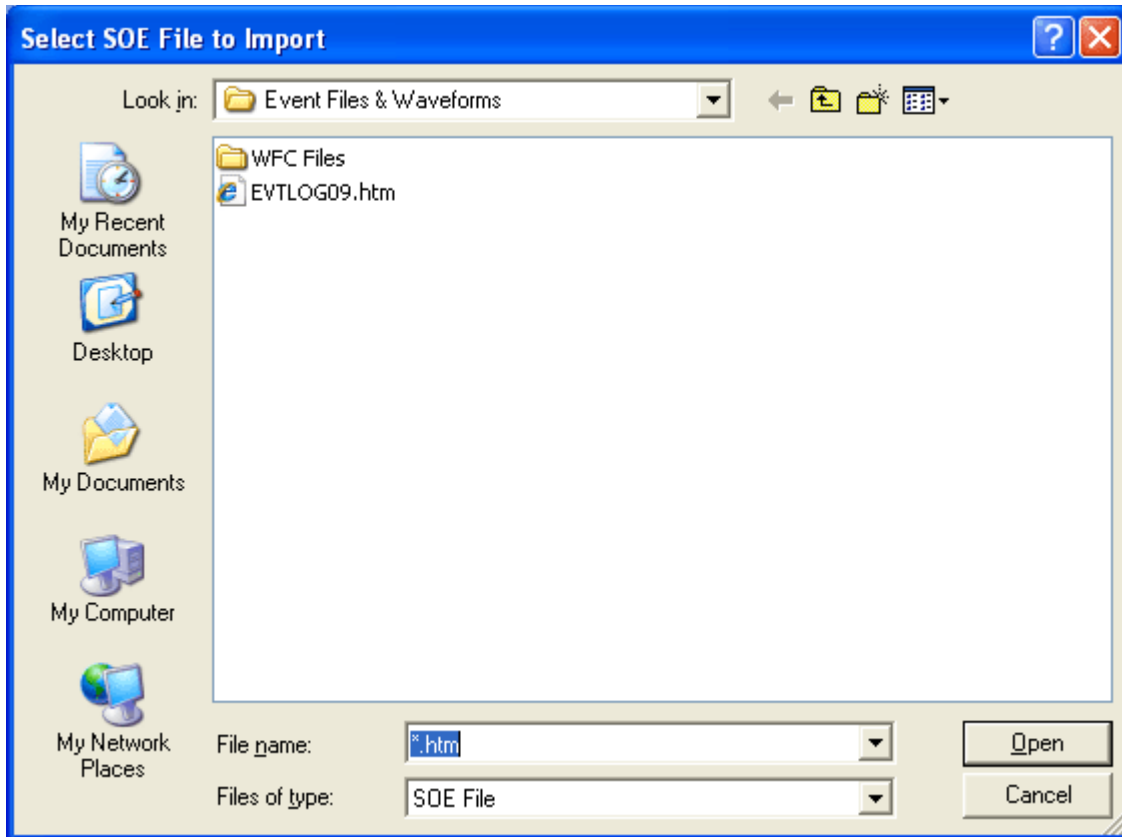 Select SOE File to Import
?
Look in:
Event Files & Waveforms
WFC Files
EVTLOG09.htm
My Recent
Documents
Desktop
My Documents
My Computer
My Network
Places
File name:
*.htm
Open
Files of type:
SOE File
Cancel